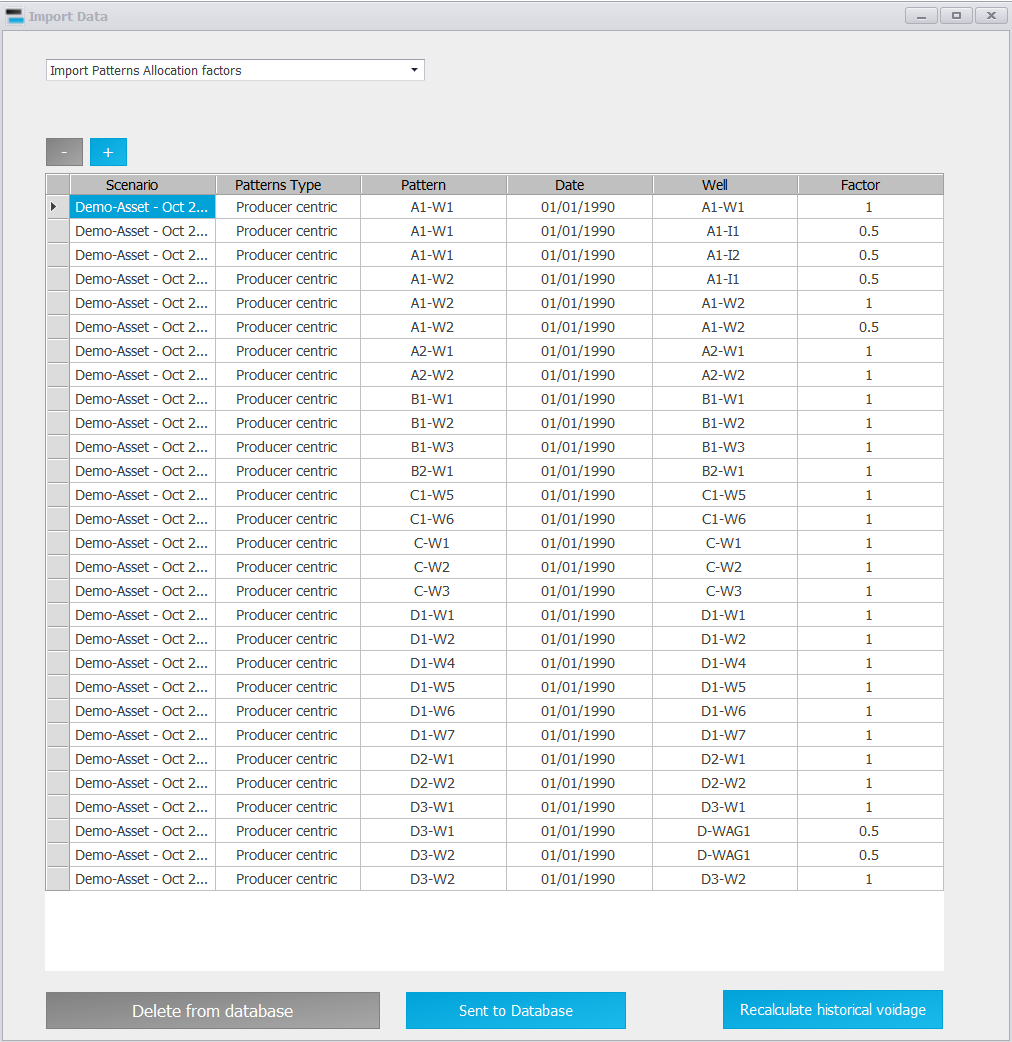 Import Data
Import Patterns Allocation factors
- +
Scenario Patterns Type Pattern Date Well Factor
Demo-Asset - Oct 2... Producer centric A1-W1 01/01/1990 A1-W1 1
Demo-Asset - Oct 2... Producer centric A1-W1 01/01/1990 A1-I1 0.5
Demo-Asset - Oct 2... Producer centric A1-W1 01/01/1990 A1-I2 0.5
Demo-Asset - Oct 2... Producer centric A1-W2 01/01/1990 A1-I1 0.5
Demo-Asset - Oct 2... Producer centric A1-W2 01/01/1990 A1-W2 1
Demo-Asset - Oct 2... Producer centric A1-W2 01/01/1990 A1-W2 0.5
Demo-Asset - Oct 2... Producer centric A2-W1 01/01/1990 A2-W1 1
Demo-Asset - Oct 2... Producer centric A2-W2 01/01/1990 A2-W2 1
Demo-Asset - Oct 2... Producer centric B1-W1 01/01/1990 B1-W1 1
Demo-Asset - Oct 2... Producer centric B1-W2 01/01/1990 B1-W2 1
Demo-Asset - Oct 2... Producer centric B1-W3 01/01/1990 B1-W3 1
Demo-Asset - Oct 2... Producer centric B2-W1 01/01/1990 B2-W1 1
Demo-Asset - Oct 2... Producer centric C1-W5 01/01/1990 C1-W5 1
Demo-Asset - Oct 2... Producer centric C1-W6 01/01/1990 C1-W6 1
Demo-Asset - Oct 2... Producer centric C-W1 01/01/1990 C-W1 1
Demo-Asset - Oct 2... Producer centric C-W2 01/01/1990 C-W2 1
Demo-Asset - Oct 2... Producer centric C-W3 01/01/1990 C-W3 1
Demo-Asset - Oct 2... Producer centric D1-W1 01/01/1990 D1-W1 1
Demo-Asset - Oct 2... Producer centric D1-W2 01/01/1990 D1-W2 1
Demo-Asset - Oct 2... Producer centric D1-W4 01/01/1990 D1-W4 1
Demo-Asset - Oct 2... Producer centric D1-W5 01/01/1990 D1-W5 1
Demo-Asset - Oct 2... Producer centric D1-W6 01/01/1990 D1-W6 1
Demo-Asset - Oct 2... Producer centric D1-W7 01/01/1990 D1-W7 1
Demo-Asset - Oct 2... Producer centric D2-W1 01/01/1990 D2-W1 1
Demo-Asset - Oct 2... Producer centric D2-W2 01/01/1990 D2-W2 1
Demo-Asset - Oct 2... Producer centric D3-W1 01/01/1990 D3-W1 1
Demo-Asset - Oct 2... Producer centric D3-W1 01/01/1990 D-WAG1 0.5
Demo-Asset - Oct 2... Producer centric D3-W2 01/01/1990 D-WAG1 0.5
Demo-Asset - Oct 2... Producer centric D3-W2 01/01/1990 D3-W2 1
Delete from database Sent to Database Recalculate historical voidage